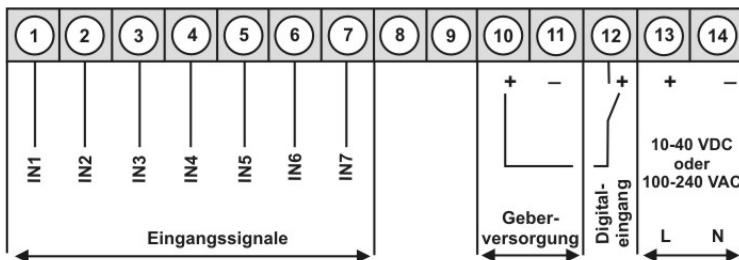 1 2 3 4 5 6 7 8 9 10 11 12 13 14
+ – + + –
IN1 IN2 IN3 IN4 IN5 IN6 IN7
10-40 VDC
oder
100-240 VAC
Eingangssignale
Geber-
versorgung
Digital-
eingang
L N